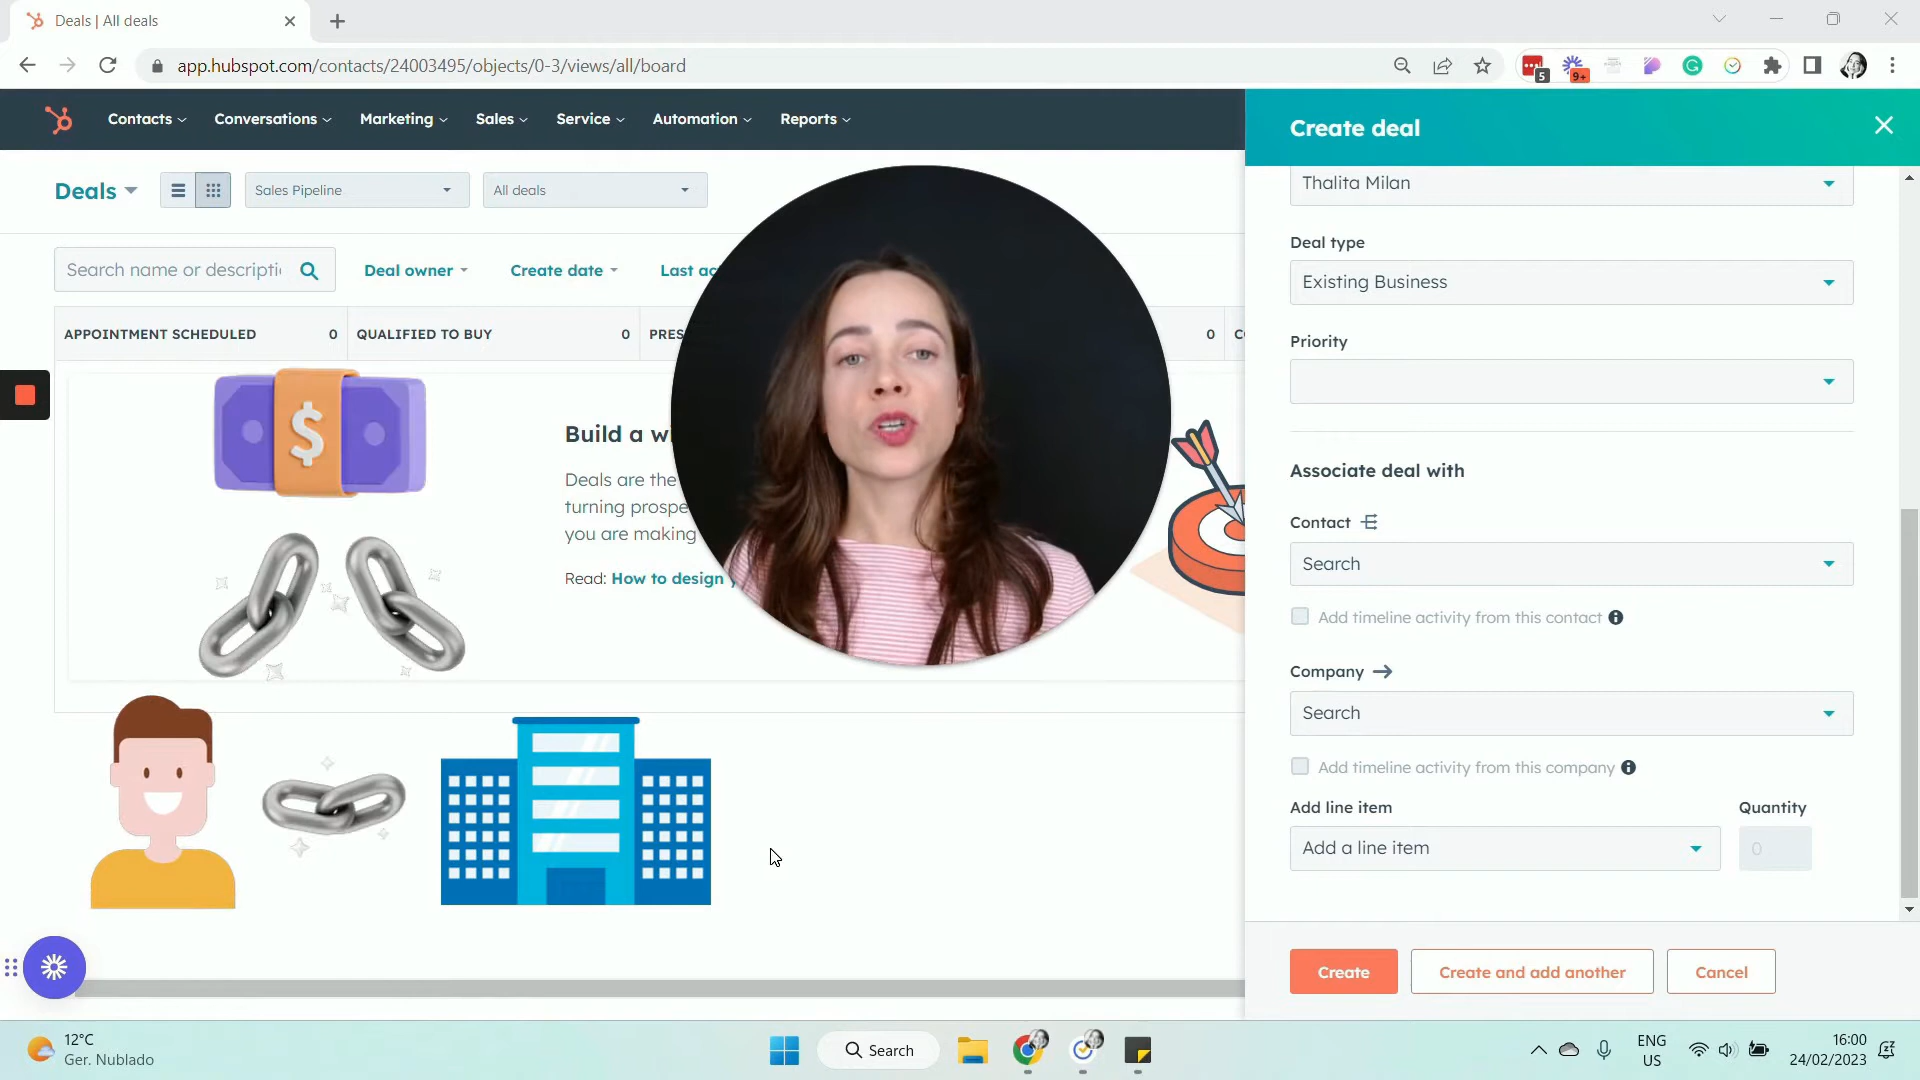 Deals | All deals
app.hubspot.com/contacts/24003495/objects/0-3/views/all/board
5
9+
Contacts
Conversations
Marketing
Sales
Service
Automation
Reports
Create deal
Deals
Sales Pipeline
All deals
Thalita Milan
Deal type
Existing Business
Search name or descripti
Deal owner
Create date
Last ac
APPOINTMENT SCHEDULED 0
QUALIFIED TO BUY 0
PRES
0
C
Priority
$
Build a wi
Deals are the
turning prospe
you are making
Read: How to design y
Associate deal with
Contact
Search
Add timeline activity from this contact
Company
Search
Add timeline activity from this company
Add line item
Quantity
Add a line item
0
Create
Create and add another
Cancel
12°C
Ger. Nublado
Search
ENG
US
16:00
24/02/2023